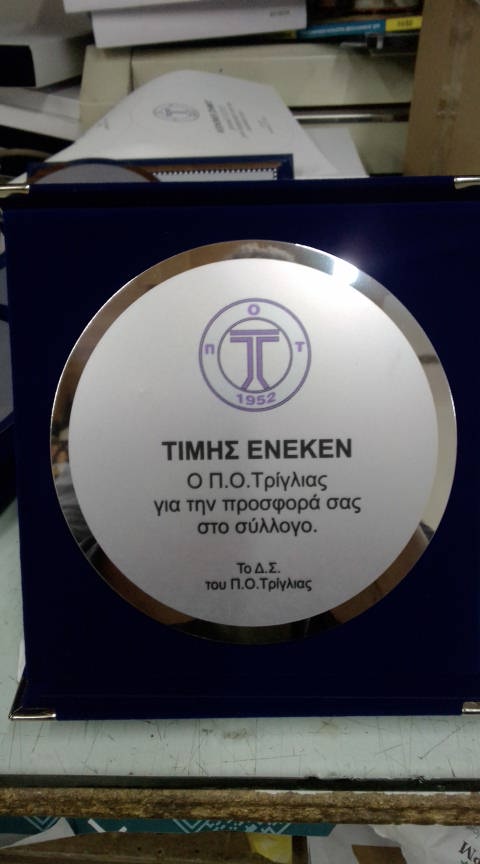 Ο
Π Τ
1952
ΤΙΜΗΣ ΕΝΕΚΕΝ
Ο Π.Ο.Τρίγλιας
για την προσφορά σας
στο σύλλογο.
Το Δ.Σ.
του Π.Ο.Τρίγλιας